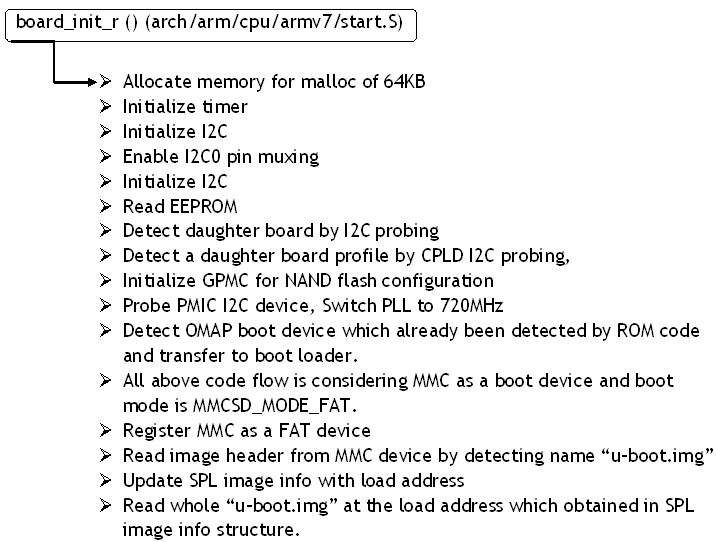 board_init_r () (arch/arm/cpu/armv7/start.S)
➢ Allocate memory for malloc of 64KB
➢ Initialize timer
➢ Initialize I2C
➢ Enable I2C0 pin muxing
➢ Initialize I2C
➢ Read EEPROM
➢ Detect daughter board by I2C probing
➢ Detect a daughter board profile by CPLD I2C probing,
➢ Initialize GPMC for NAND flash configuration
➢ Probe PMIC I2C device, Switch PLL to 720MHz
➢ Detect OMAP boot device which already been detected by ROM code
and transfer to boot loader.
➢ All above code flow is considering MMC as a boot device and boot
mode is MMCSD_MODE_FAT.
➢ Register MMC as a FAT device
➢ Read image header from MMC device by detecting name “u-boot.img”
➢ Update SPL image info with load address
➢ Read whole “u-boot.img” at the load address which obtained in SPL
image info structure.